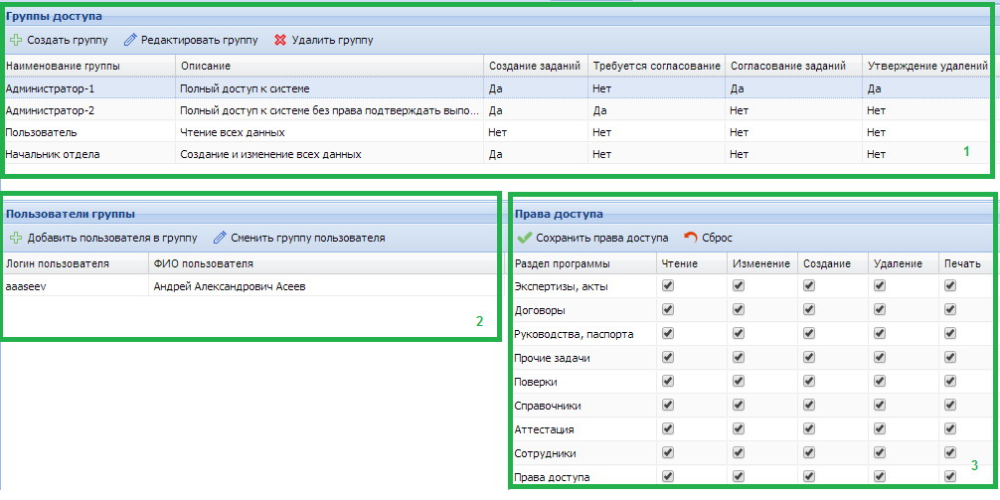 Группы доступа
Создать группу Редактировать группу Удалить группу
Наименование группы Описание Создание заданий Требуется согласование Согласование заданий Утверждение удалений
Администратор-1 Полный доступ к системе Да Нет Да Да
Администратор-2 Полный доступ к системе без права подтверждать выпо... Да Да Нет Нет
Пользователь Чтение всех данных Нет Нет Нет Нет
Начальник отдела Создание и изменение всех данных Да Нет Нет Нет
1
Пользователи группы
Добавить пользователя в группу Сменить группу пользователя
Логин пользователя ФИО пользователя
aaaseev Андрей Александрович Асеев
2
Права доступа
Сохранить права доступа Сброс
Раздел программы Чтение Изменение Создание Удаление Печать
Экспертизы, акты
Договоры
Руководства, паспорта
Прочие задачи
Поверки
Справочники
Аттестация
Сотрудники
3
Права доступа